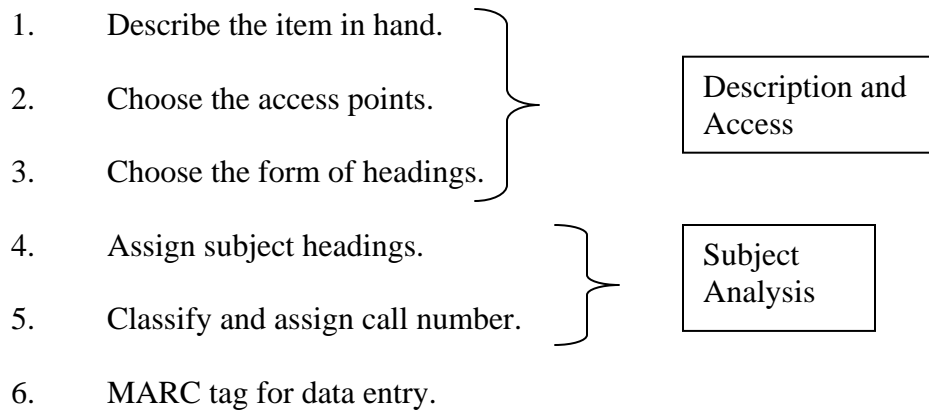 1. Describe the item in hand.
2. Choose the access points.
Description and
Access
3. Choose the form of headings.
4. Assign subject headings.
Subject
Analysis
5. Classify and assign call number.
6. MARC tag for data entry.